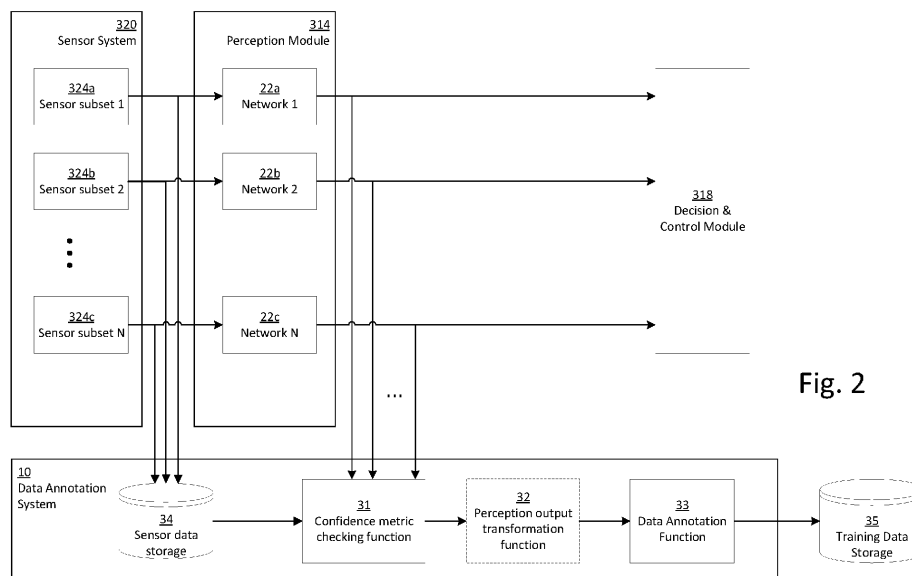 320
Sensor System
314
Perception Module
324a
Sensor subset 1
22a
Network 1
324b
Sensor subset 2
22b
Network 2
318
Decision &
Control Module
324c
Sensor subset N
22c
Network N
Fig. 2
...
10
Data Annotation
System
34
Sensor data
storage
31
Confidence metric
checking function
32
Perception output
transformation
function
33
Data Annotation
Function
35
Training Data
Storage